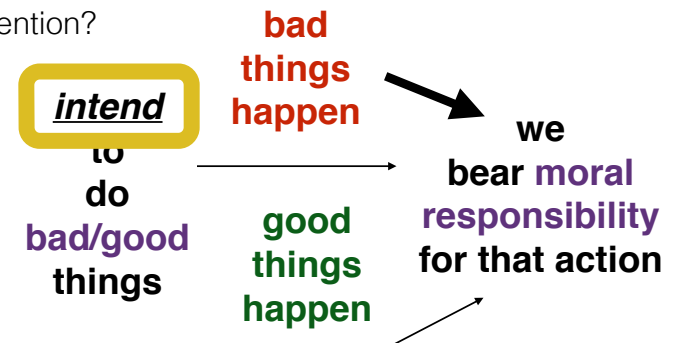 ention?
intend
to
do
bad/good
things
bad
things
happen
good
things
happen
we
bear moral
responsibility
for that action